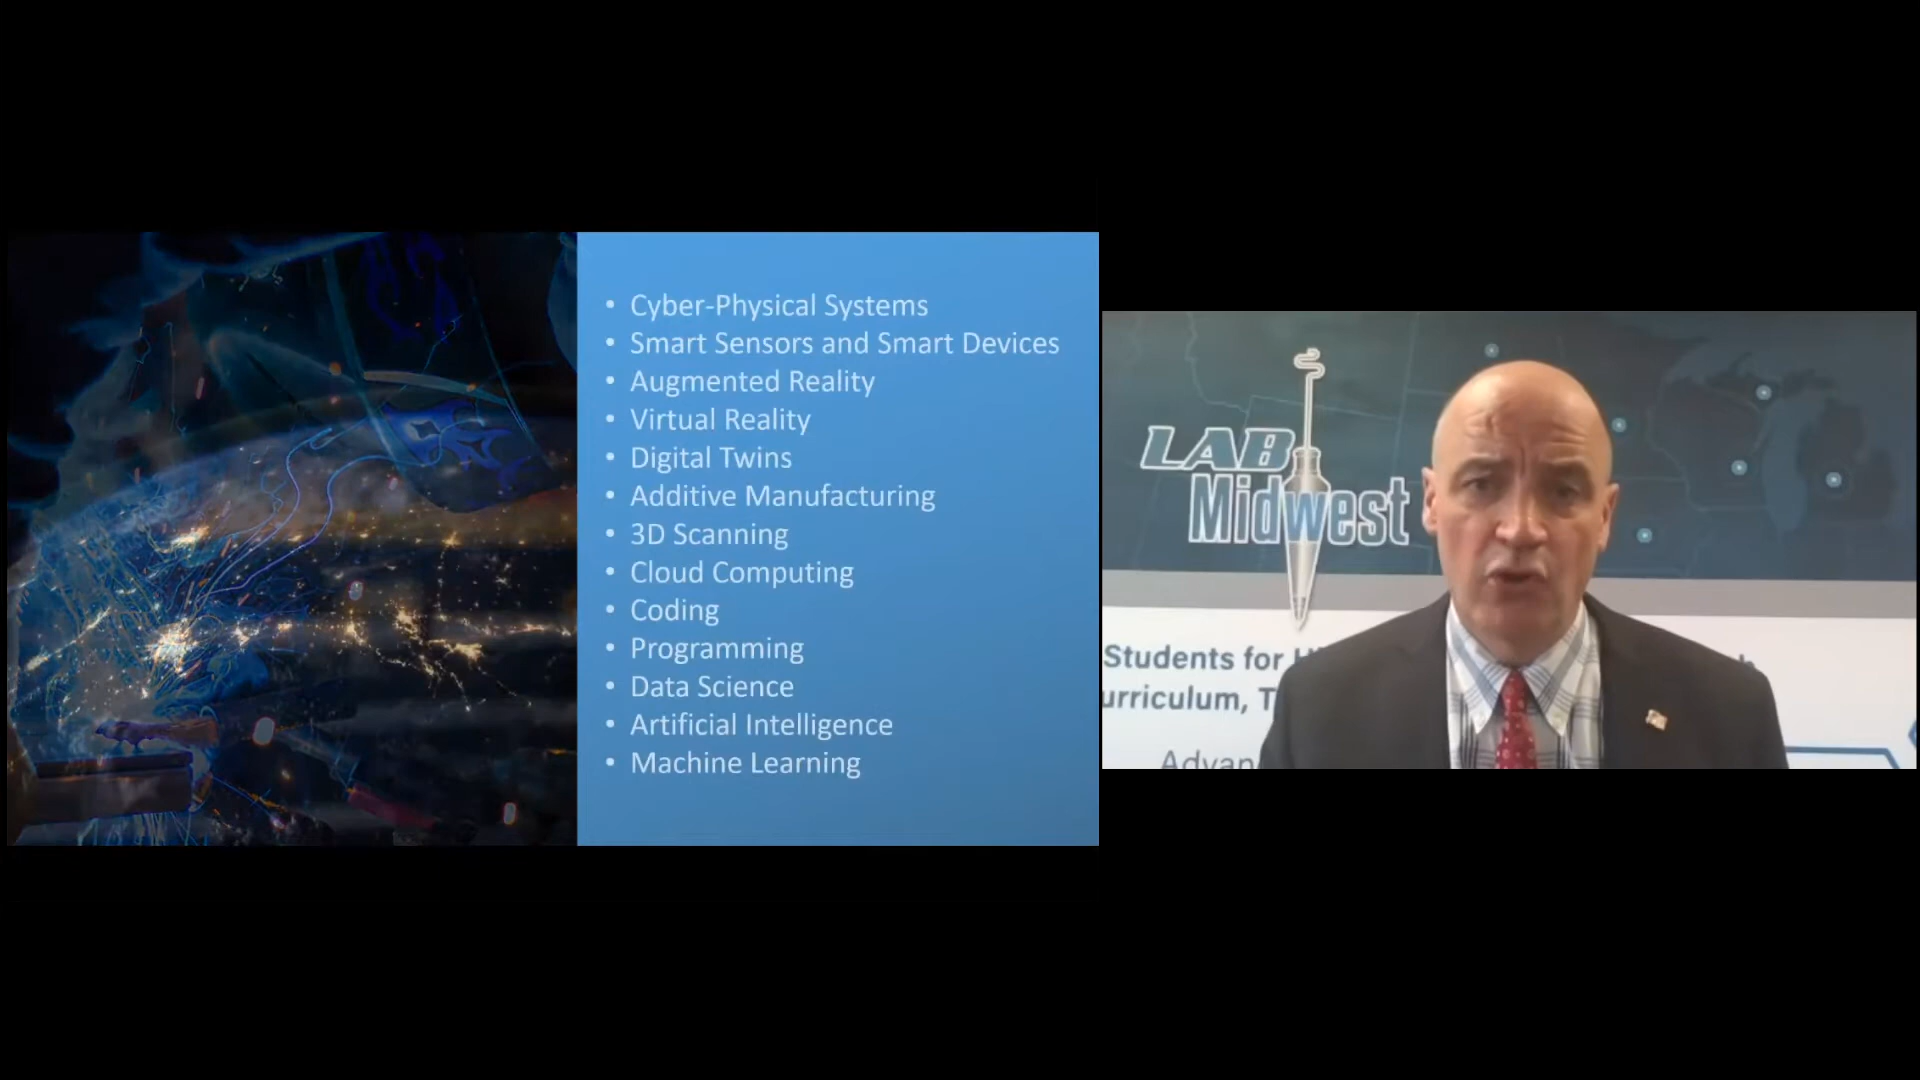 • Cyber-Physical Systems
• Smart Sensors and Smart Devices
• Augmented Reality
• Virtual Reality
• Digital Twins
• Additive Manufacturing
• 3D Scanning
• Cloud Computing
• Coding
• Programming
• Data Science
• Artificial Intelligence
• Machine Learning
LAB
Midwest
Students for